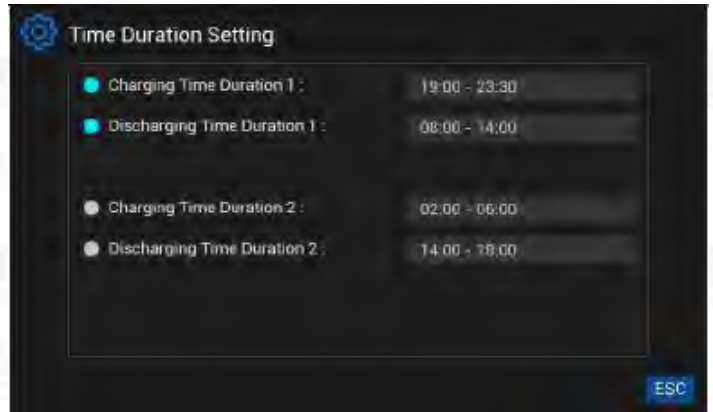 Time Duration Setting
Charging Time Duration 1 : 19:00 - 23:30
Discharging Time Duration 1 : 08:00 - 14:00
Charging Time Duration 2 : 02:00 - 06:00
Discharging Time Duration 2 : 14:00 - 18:00
ESC